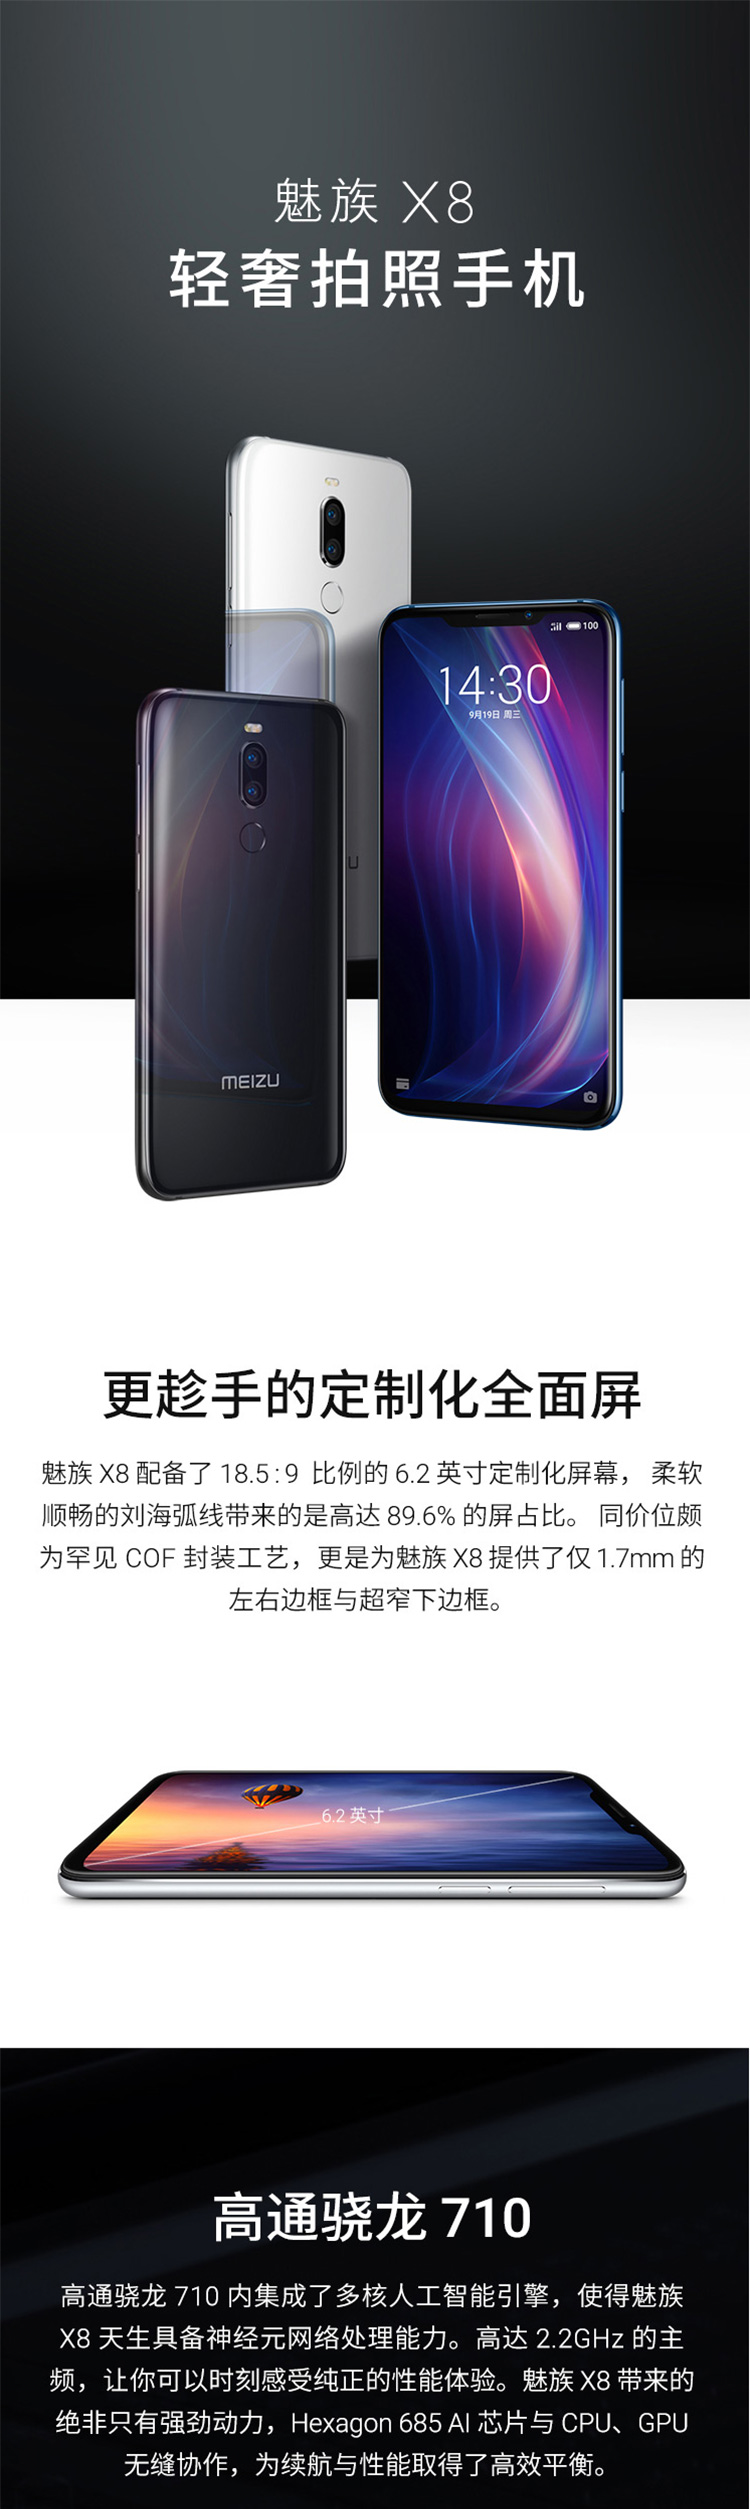 魅族 X8
轻奢拍照手机
100
14:30
9月19日 周三
U
MEIZU
更趁手的定制化全面屏
魅族 X8 配备了 18.5 : 9 比例的 6.2 英寸定制化屏幕， 柔软
顺畅的刘海弧线带来的是高达 89.6% 的屏占比。 同价位颇
为罕见 COF 封装工艺，更是为魅族 X8 提供了仅 1.7mm 的
左右边框与超窄下边框。
6.2 英寸
高通骁龙 710
高通骁龙 710 内集成了多核人工智能引擎，使得魅族
X8 天生具备神经元网络处理能力。高达 2.2GHz 的主
频，让你可以时刻感受纯正的性能体验。魅族 X8 带来的
绝非只有强劲动力，Hexagon 685 AI 芯片与 CPU、GPU
无缝协作，为续航与性能取得了高效平衡。